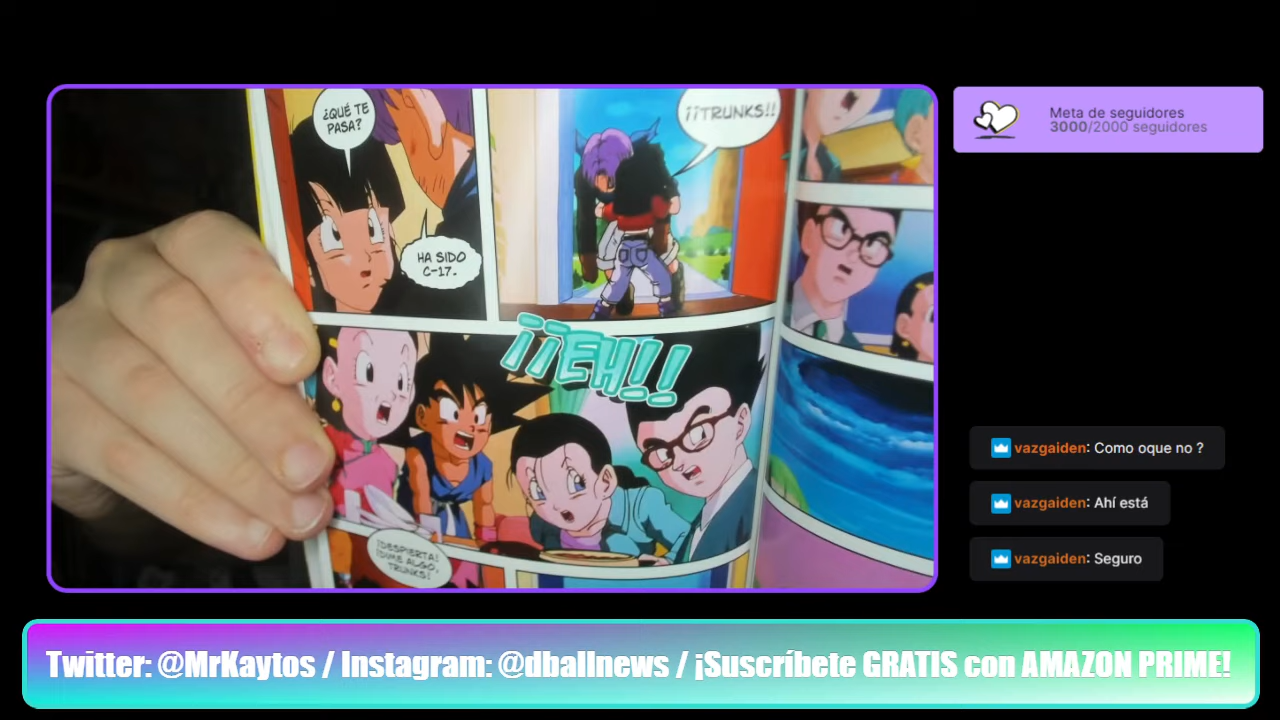 ¿QUÉ TE
PASA?
HA SIDO
C-17.
¡¡TRUNKS!!
¡¡EH!!
¡DESPIERTA!
¡DIME ALGO,
TRUNKS!
Meta de seguidores
3000/2000 seguidores
vazgaiden: Como oque no ?
vazgaiden: Ahí está
vazgaiden: Seguro
Twitter: @MrKaytos / Instagram: @dballnews / ¡Suscríbete GRATIS con AMAZON PRIME!